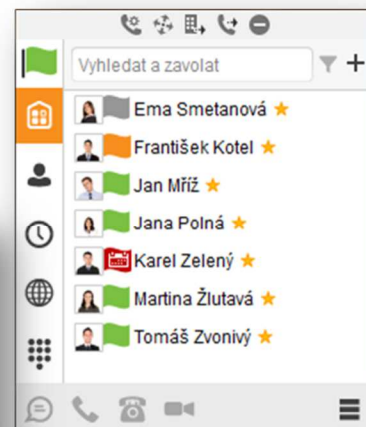 Vyhledat a zavolat
Ema Smetanová
František Kotel
Jan Mříž
Jana Polná
Karel Zelený
Martina Žlutavá
Tomáš Zvonivý